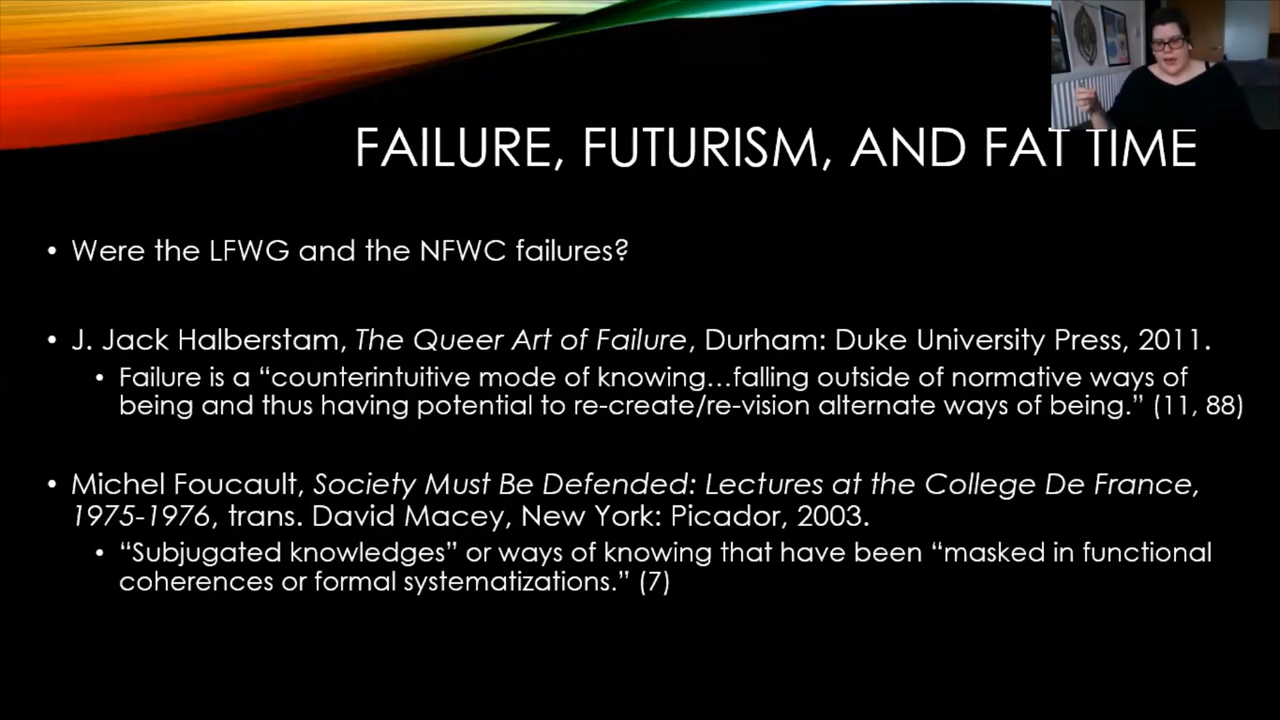 FAILURE, FUTURISM, AND FAT TIME
• Were the LFWG and the NFWC failures?
• J. Jack Halberstam, The Queer Art of Failure, Durham: Duke University Press, 2011.
• Failure is a “counterintuitive mode of knowing…falling outside of normative ways of
being and thus having potential to re-create/re-vision alternate ways of being.” (11, 88)
• Michel Foucault, Society Must Be Defended: Lectures at the College De France,
1975-1976, trans. David Macey, New York: Picador, 2003.
• “Subjugated knowledges” or ways of knowing that have been “masked in functional
coherences or formal systematizations.” (7)